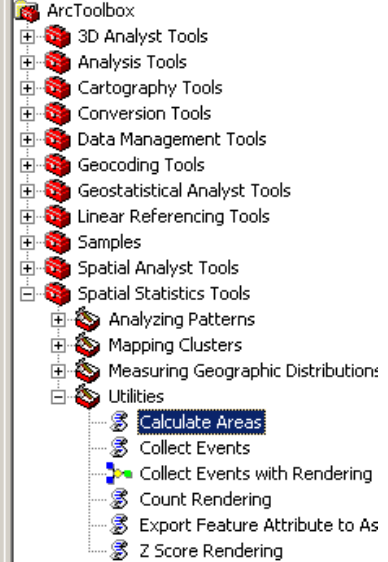 ArcToolbox
3D Analyst Tools
Analysis Tools
Cartography Tools
Conversion Tools
Data Management Tools
Geocoding Tools
Geostatistical Analyst Tools
Linear Referencing Tools
Samples
Spatial Analyst Tools
Spatial Statistics Tools
Analyzing Patterns
Mapping Clusters
Measuring Geographic Distributions
Utilities
Calculate Areas
Collect Events
Collect Events with Rendering
Count Rendering
Export Feature Attribute to As
Z Score Rendering